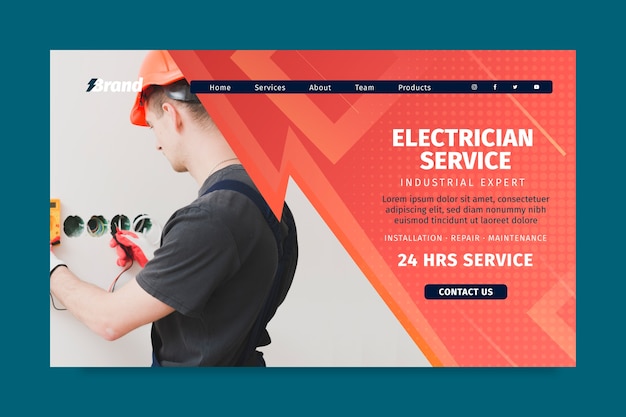 Brand
Home Services About Team Products
ELECTRICIAN
SERVICE
INDUSTRIAL EXPERT
Lorem ipsum dolor sit amet, consectetuer
adipiscing elit, sed diam nonummy nibh
euismod tincidunt ut laoreet dolore
INSTALLATION · REPAIR · MAINTENANCE
24 HRS SERVICE
CONTACT US